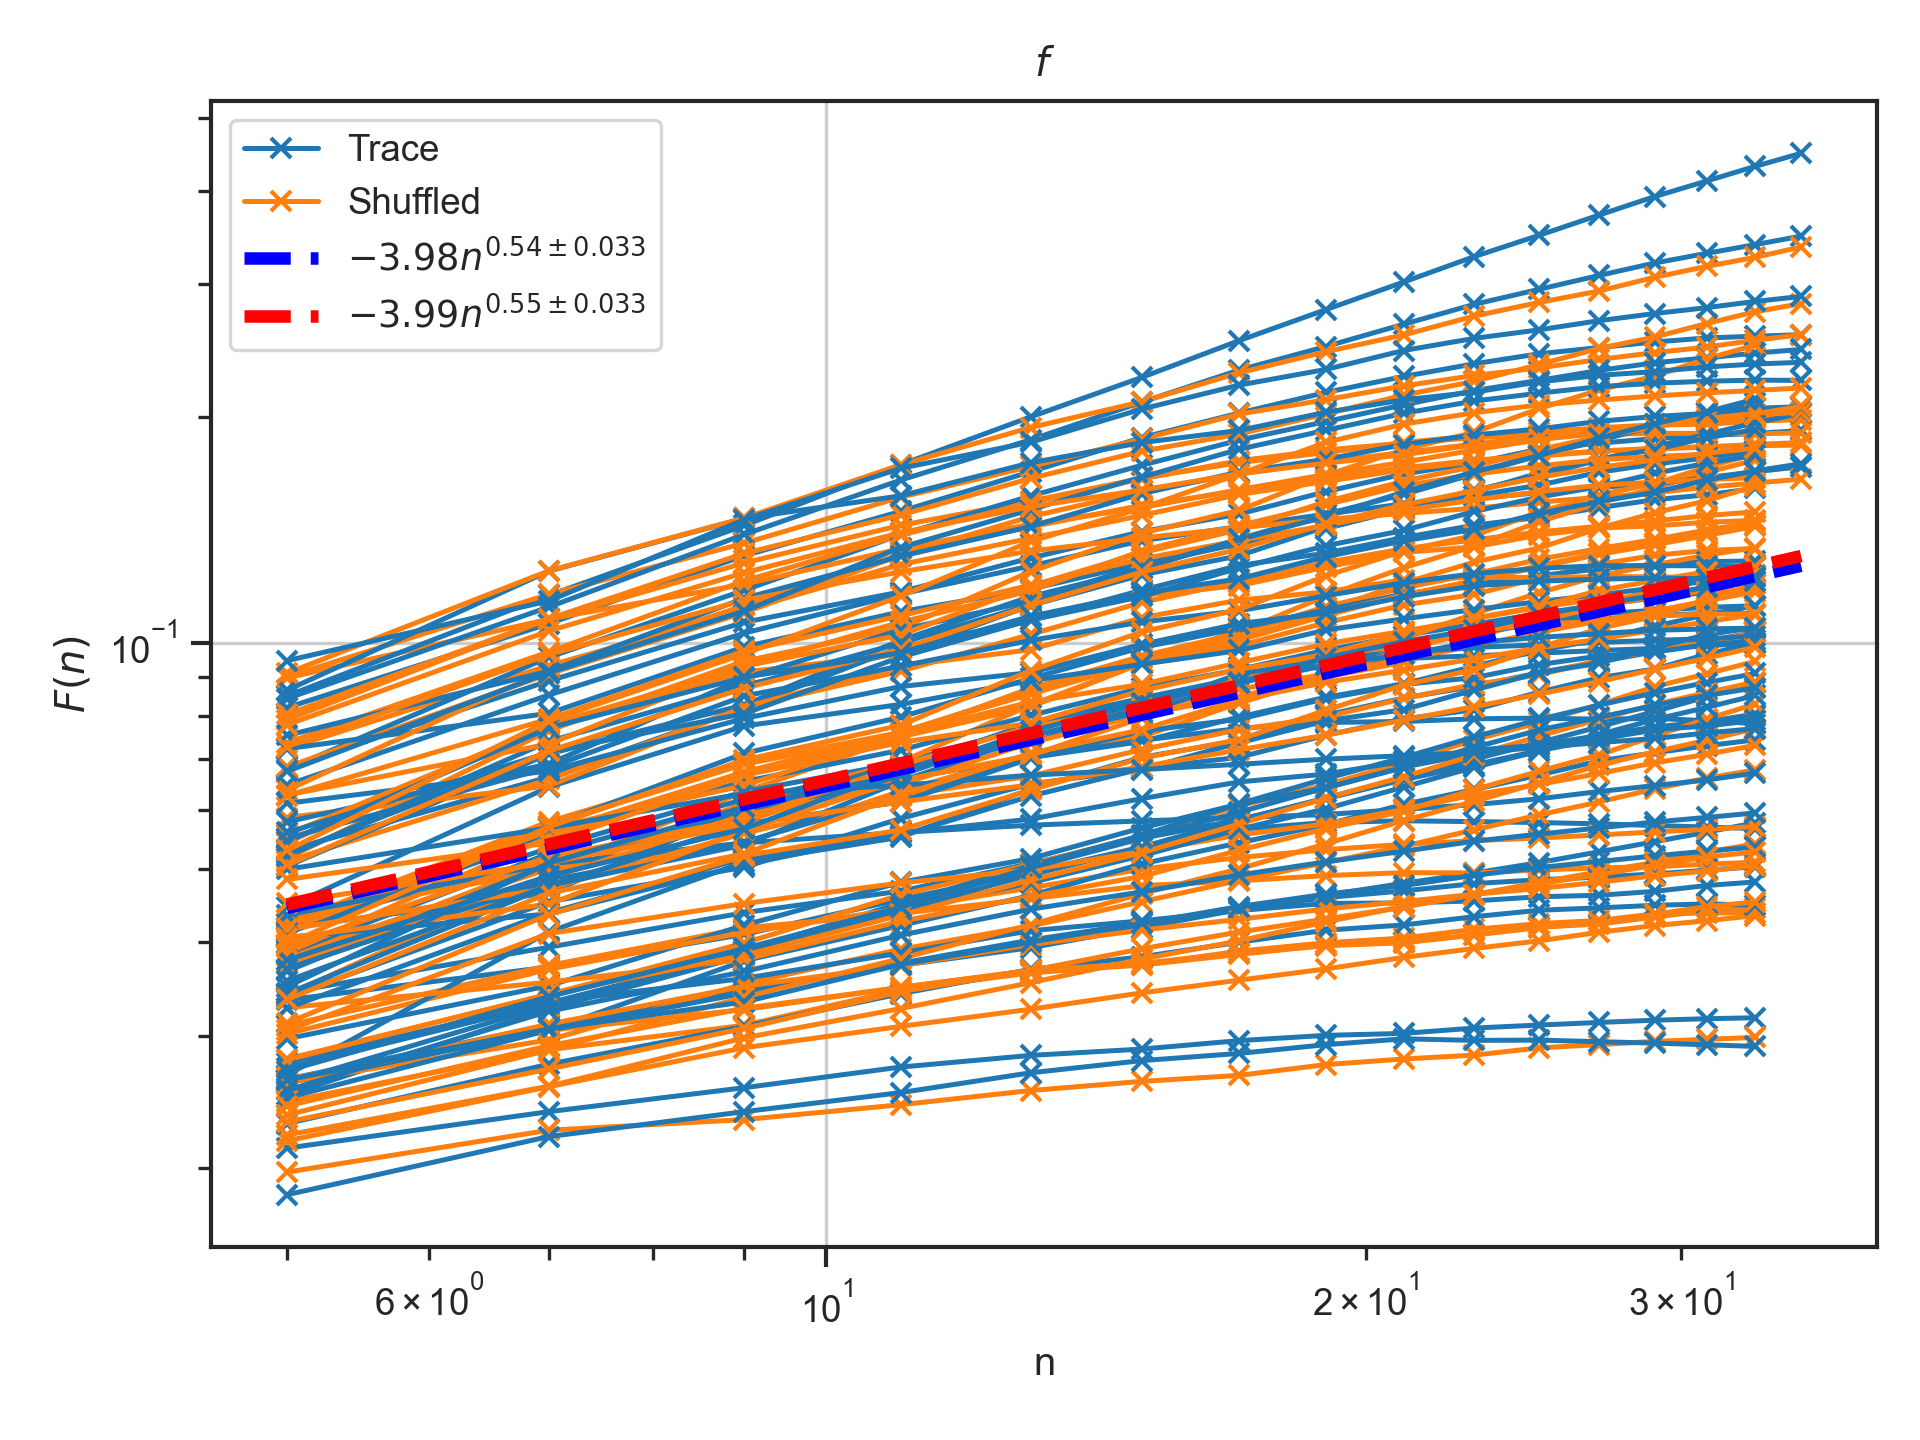 f
Trace
Shuffled
−3.98n^{0.54±0.033}
−3.99n^{0.55±0.033}
F(n)
10^{−1}
6×10^0
10^1
2×10^1
3×10^1
n